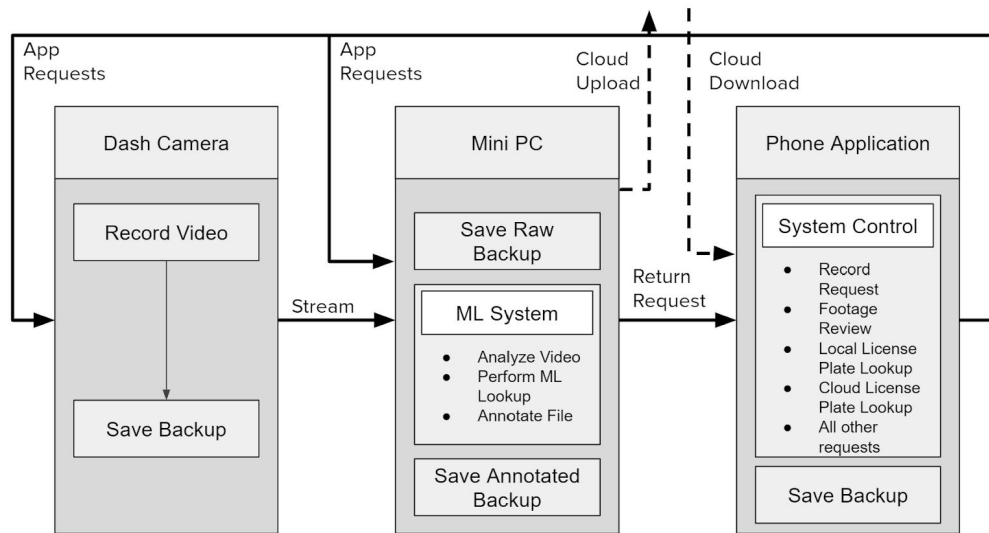 App
Requests
App
Requests
Cloud
Upload
Cloud
Download
Dash Camera
Record Video
Save Backup
Stream
Mini PC
Save Raw
Backup
ML System
● Analyze Video
● Perform ML
Lookup
● Annotate File
Save Annotated
Backup
Return
Request
Phone Application
System Control
● Record
Request
● Footage
Review
● Local License
Plate Lookup
● Cloud License
Plate Lookup
● All other
requests
Save Backup